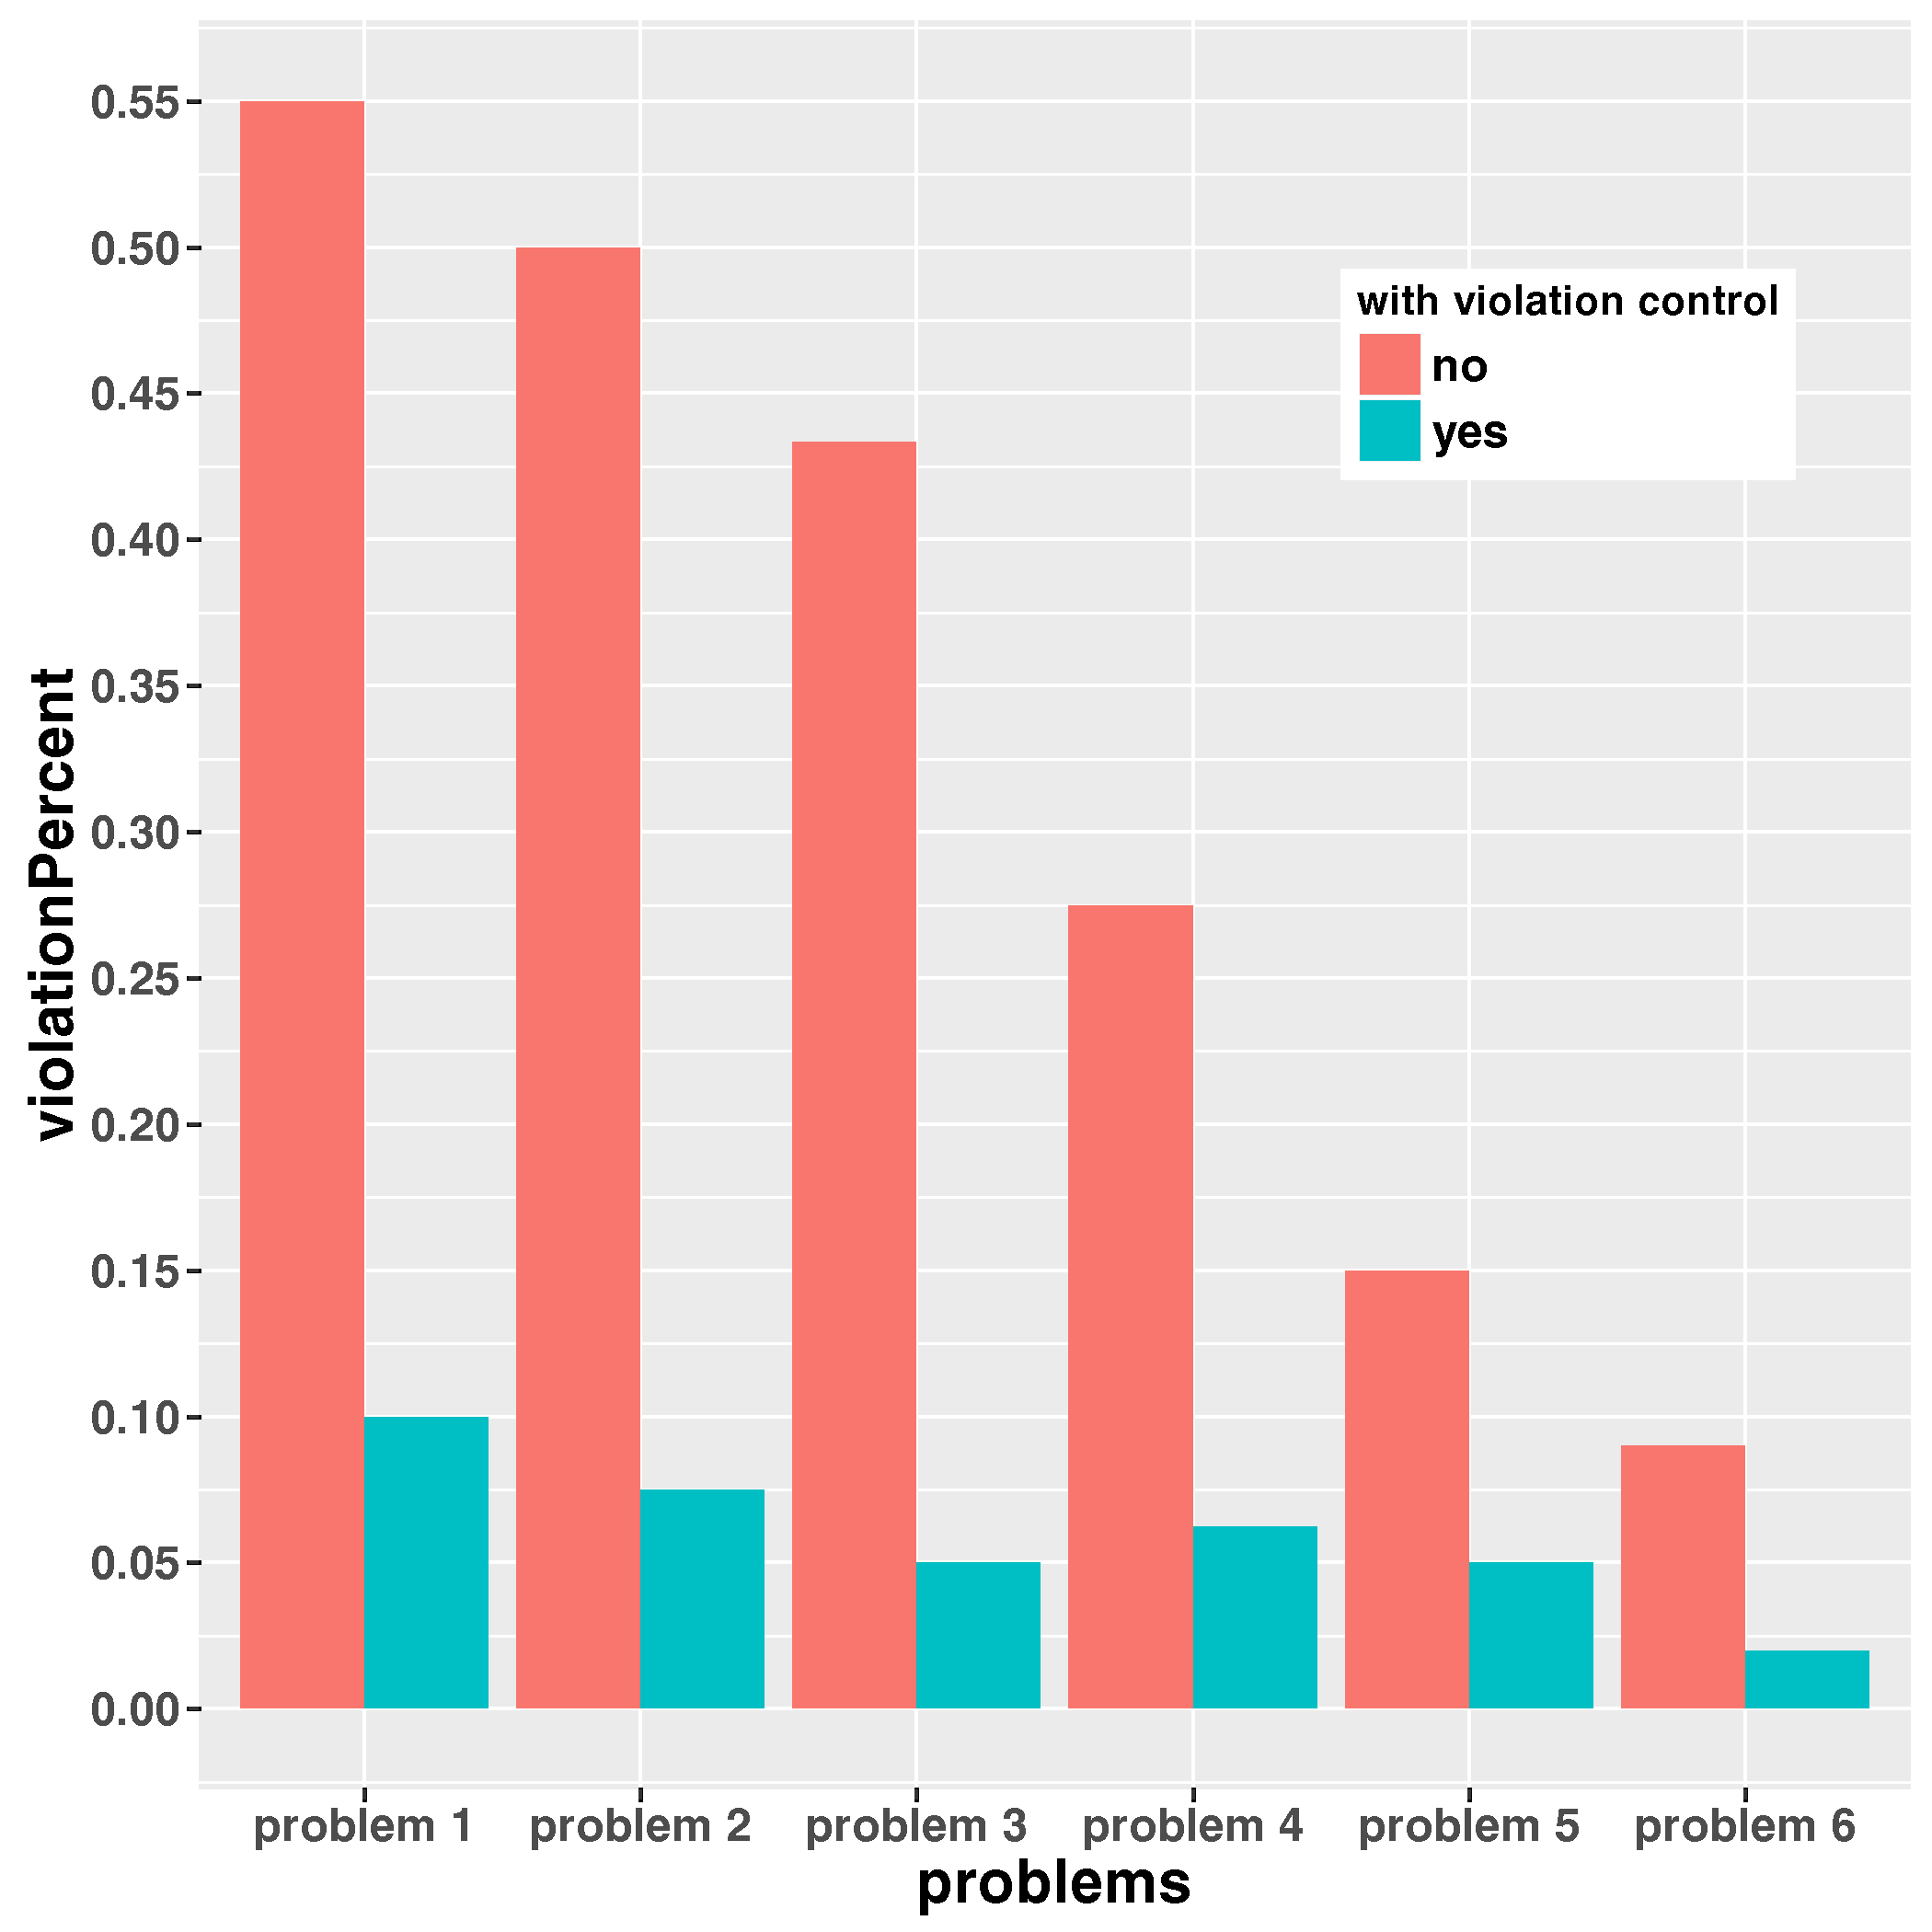 violationPercent
0.55
0.50
0.45
0.40
0.35
0.30
0.25
0.20
0.15
0.10
0.05
0.00
with violation control
no
yes
problem 1
problem 2
problem 3
problem 4
problem 5
problem 6
problems